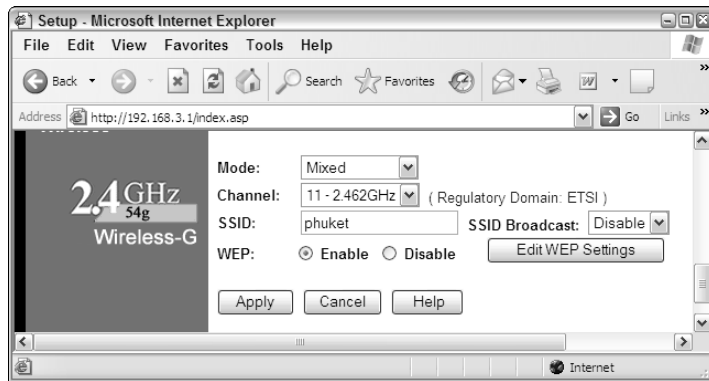 Setup - Microsoft Internet Explorer
File Edit View Favorites Tools Help
Back Search Favorites »
Address http://192.168.3.1/index.asp Go Links »
2.4GHz
54g
Wireless-G
Mode: Mixed
Channel: 11 - 2.462GHz ( Regulatory Domain: ETSI )
SSID: phuket SSID Broadcast: Disable
WEP: Enable Disable Edit WEP Settings
Apply Cancel Help
Internet